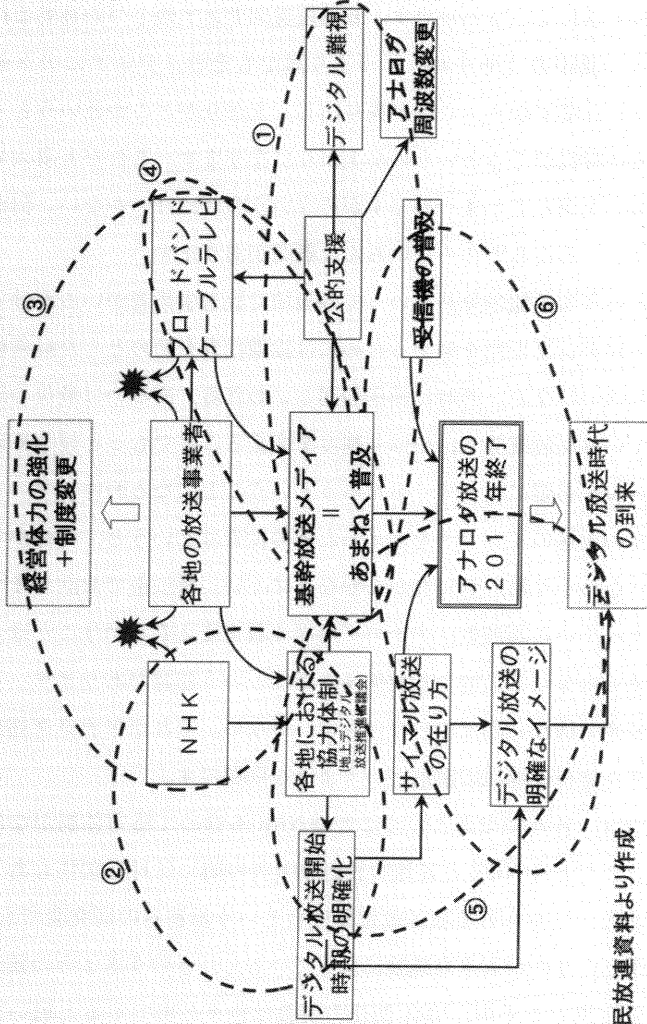 ③
経営体力の強化
＋制度変更
④
NHK
各地の放送事業者
ブロードバンド
ケーブルテレビ
②
①
各地における
協力体制
(地上デジタル
放送推進協議会)
基幹放送メディア
＝
あまねく普及
公的支援
デジタル難視
デジタル放送開始
時期の明確化
サイマル放送
の在り方
アナログ放送の
２０１１年終了
受信機の普及
アナログ
周波数変更
⑤
デジタル放送の
明確なイメージ
⑥
デジタル放送時代
の到来
民放連資料より作成